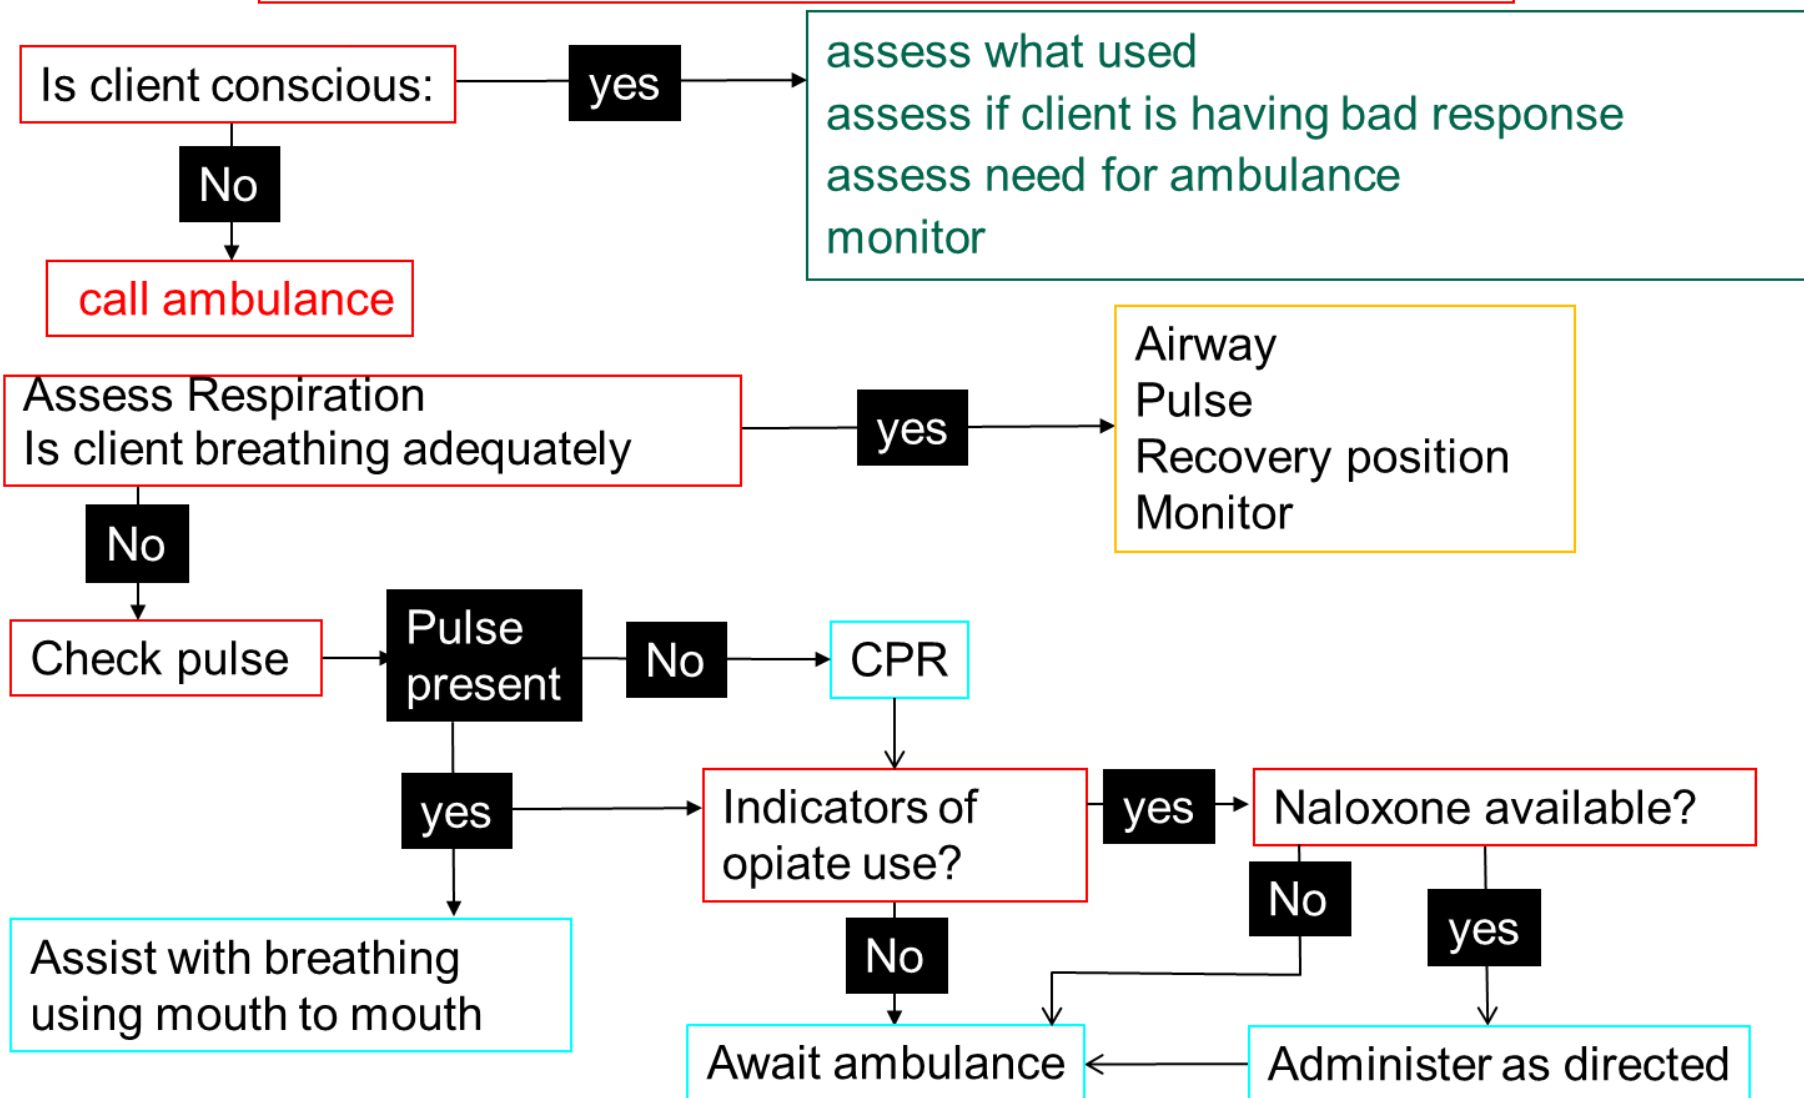 Is client conscious:
yes
assess what used
assess if client is having bad response
assess need for ambulance
monitor
No
call ambulance
Assess Respiration
Is client breathing adequately
yes
Airway
Pulse
Recovery position
Monitor
No
Check pulse
Pulse
present
No
CPR
yes
Indicators of
opiate use?
yes
Naloxone available?
No
yes
Assist with breathing
using mouth to mouth
No
Await ambulance
Administer as directed